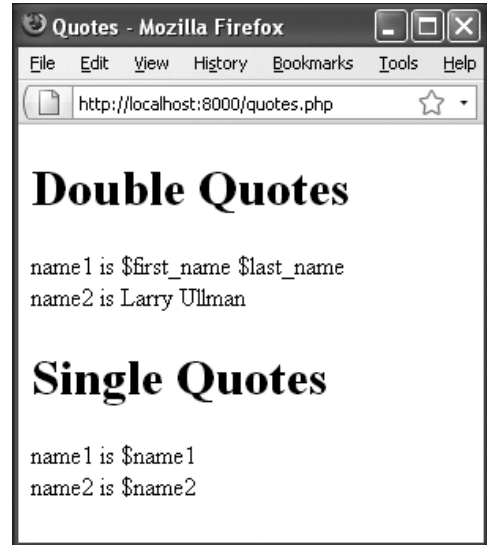 Quotes - Mozilla Firefox
File Edit View History Bookmarks Tools Help
http://localhost:8000/quotes.php
Double Quotes
name1 is $first_name $last_name
name2 is Larry Ullman
Single Quotes
name1 is $name1
name2 is $name2